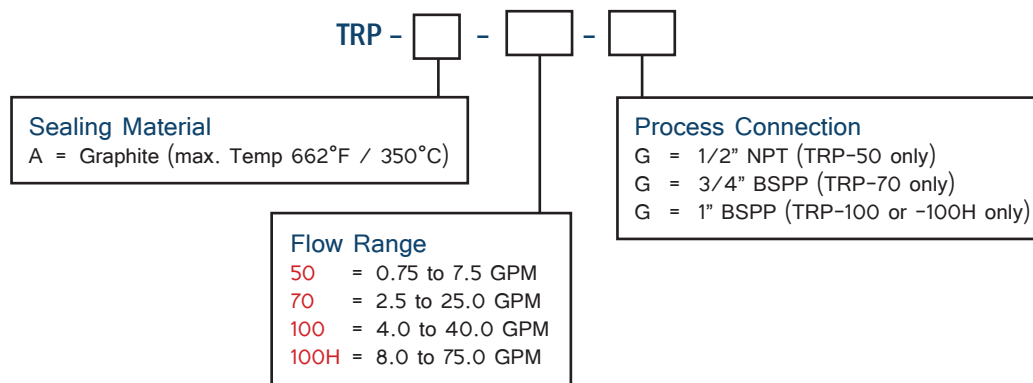 TRP - - -
Sealing Material
A = Graphite (max. Temp 662°F / 350°C)
Process Connection
G = 1/2” NPT (TRP-50 only)
G = 3/4” BSPP (TRP-70 only)
G = 1” BSPP (TRP-100 or -100H only)
Flow Range
50 = 0.75 to 7.5 GPM
70 = 2.5 to 25.0 GPM
100 = 4.0 to 40.0 GPM
100H = 8.0 to 75.0 GPM